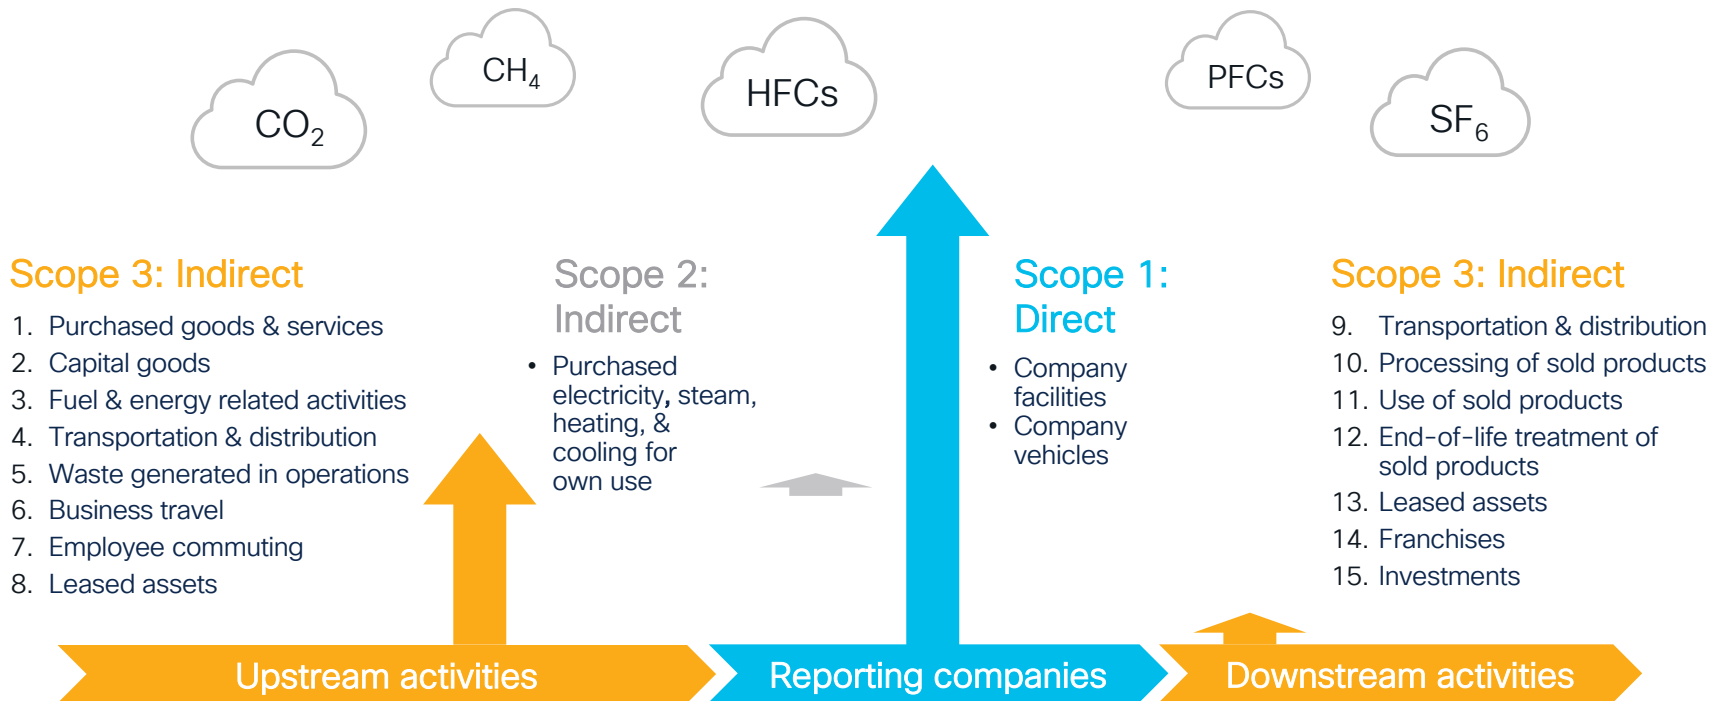 CO₂
CH₄
HFCs
PFCs
SF₆
Scope 3: Indirect
1. Purchased goods & services
2. Capital goods
3. Fuel & energy related activities
4. Transportation & distribution
5. Waste generated in operations
6. Business travel
7. Employee commuting
8. Leased assets
Scope 2:
Indirect
• Purchased
electricity, steam,
heating, &
cooling for
own use
Scope 1:
Direct
• Company
facilities
• Company
vehicles
Scope 3: Indirect
9. Transportation & distribution
10. Processing of sold products
11. Use of sold products
12. End-of-life treatment of
sold products
13. Leased assets
14. Franchises
15. Investments
Upstream activities
Reporting companies
Downstream activities